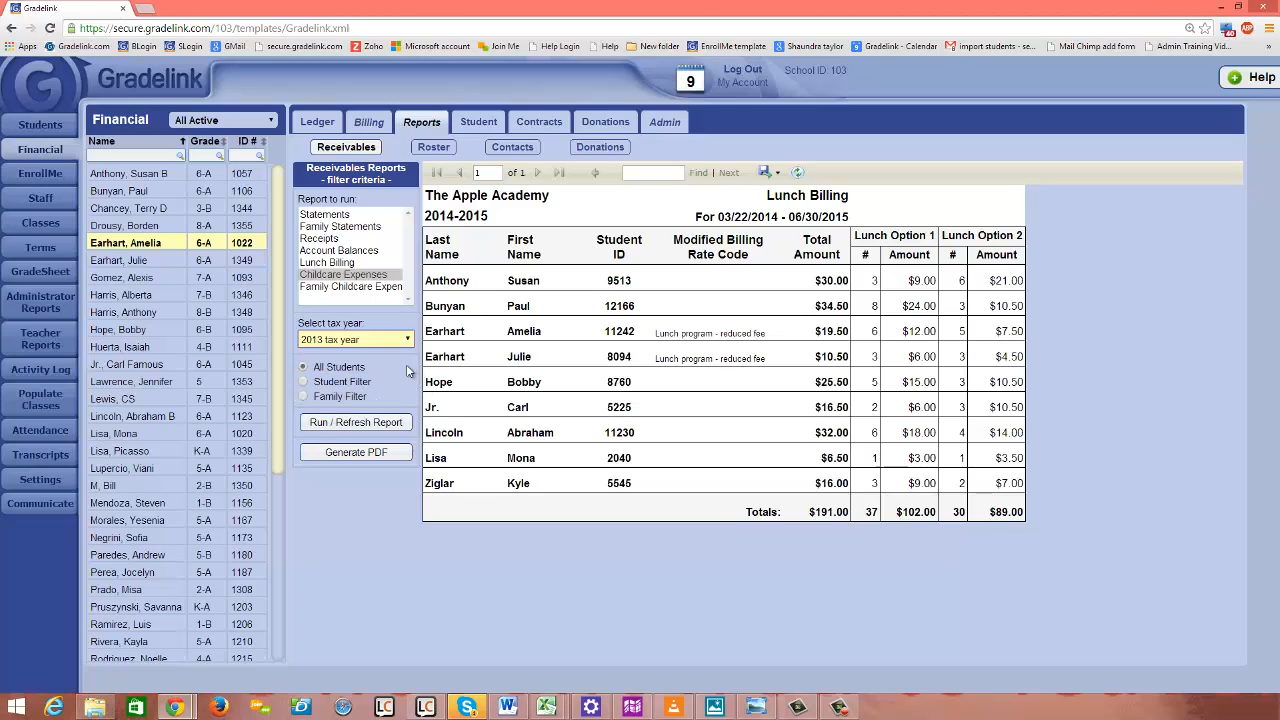 Gradelink
https://secure.gradelink.com/103/templates/Gradelink.xml
Apps Gradelink.com BLogin SLogin GMail secure.gradelink.com Zoho Microsoft account Join Me Help Login Help New folder EnrollMe template Shaundra taylor Gradelink - Calendar import students - se... Mail Chimp add form Admin Training Vid... »
40 ABP
G Gradelink
9
Log Out
My Account
School ID: 103
Help
Students
Financial
EnrollMe
Staff
Classes
Terms
GradeSheet
Administrator
Reports
Teacher
Reports
Activity Log
Populate
Classes
Attendance
Transcripts
Settings
Communicate
Financial All Active
Name Grade ID #
Anthony, Susan B 6-A 1057
Bunyan, Paul 6-A 1106
Chancey, Terry D 3-B 1344
Drousy, Borden 8-A 1355
Earhart, Amelia 6-A 1022
Earhart, Julie 6-A 1349
Gomez, Alexis 7-A 1093
Harris, Alberta 7-B 1346
Harris, Anthony 8-B 1348
Hope, Bobby 6-B 1095
Huerta, Isaiah 4-B 1111
Jr., Carl Famous 6-A 1045
Lawrence, Jennifer 5 1353
Lewis, CS 7-B 1345
Lincoln, Abraham B 6-A 1123
Lisa, Mona 6-A 1020
Lisa, Picasso K-A 1339
Lupercio, Viani 5-A 1135
M, Bill 2-B 1350
Mendoza, Steven 1-B 1156
Morales, Yesenia 5-A 1167
Negrini, Sofia 5-A 1173
Paredes, Andrew 5-B 1180
Perea, Jocelyn 5-A 1187
Prado, Misa 2-A 1308
Pruszynski, Savanna K-A 1203
Ramirez, Luis 1-B 1206
Rivera, Kayla 5-A 1210
Rodriguez, Noelle 4-A 1215
Ledger Billing Reports Student Contracts Donations Admin
Receivables Roster Contacts Donations
Receivables Reports
- filter criteria -
Report to run:
Statements
Family Statements
Receipts
Account Balances
Lunch Billing
Childcare Expenses
Family Childcare Expen
Select tax year:
2013 tax year
All Students
Student Filter
Family Filter
Run / Refresh Report
Generate PDF
1 of 1 Find | Next
The Apple Academy Lunch Billing
2014-2015 For 03/22/2014 - 06/30/2015
Last Name First Name Student ID Modified Billing Rate Code Total Amount Lunch Option 1 # Amount Lunch Option 2 # Amount
Anthony Susan 9513 $30.00 3 $9.00 6 $21.00
Bunyan Paul 12166 $34.50 8 $24.00 3 $10.50
Earhart Amelia 11242 Lunch program - reduced fee $19.50 6 $12.00 5 $7.50
Earhart Julie 8094 Lunch program - reduced fee $10.50 3 $6.00 3 $4.50
Hope Bobby 8760 $25.50 5 $15.00 3 $10.50
Jr. Carl 5225 $16.50 2 $6.00 3 $10.50
Lincoln Abraham 11230 $32.00 6 $18.00 4 $14.00
Lisa Mona 2040 $6.50 1 $3.00 1 $3.50
Ziglar Kyle 5545 $16.00 3 $9.00 2 $7.00
Totals: $191.00 37 $102.00 30 $89.00